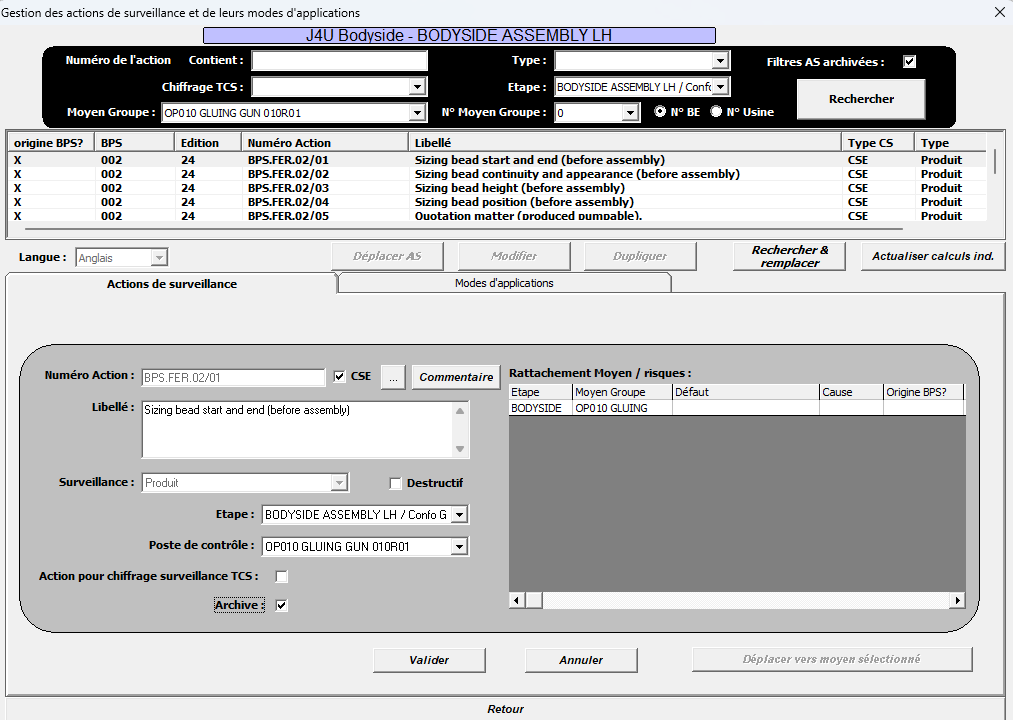 Gestion des actions de surveillance et de leurs modes d'applications
J4U Bodyside - BODYSIDE ASSEMBLY LH
Numéro de l'action Contient : Type : Filtres AS archivées :
Chiffrage TCS : Etape : BODYSIDE ASSEMBLY LH / Confo
Rechercher
Moyen Groupe : OP010 GLUING GUN 010R01 N° Moyen Groupe : 0 N° BE N° Usine
origine BPS? BPS Edition Numéro Action Libellé Type CS Type
X 002 24 BPS.FER.02/01 Sizing bead start and end (before assembly) CSE Produit
X 002 24 BPS.FER.02/02 Sizing bead continuity and appearance (before assembly) CSE Produit
X 002 24 BPS.FER.02/03 Sizing bead height (before assembly) CSE Produit
X 002 24 BPS.FER.02/04 Sizing bead position (before assembly) CSE Produit
X 002 24 BPS.FER.02/05 Quotation matter (produced pumpable). CSE Produit
Langue : Anglais Déplacer AS Modifier Dupliquer Rechercher & remplacer Actualiser calculs ind.
Actions de surveillance Modes d'applications
Numéro Action : BPS.FER.02/01 CSE ... Commentaire
Rattachement Moyen / risques :
Etape Moyen Groupe Défaut Cause Origine BPS?
BODYSIDE OP010 GLUING
Libellé : Sizing bead start and end (before assembly)
Surveillance : Produit Destructif
Etape : BODYSIDE ASSEMBLY LH / Confo G
Poste de contrôle : OP010 GLUING GUN 010R01
Action pour chiffrage surveillance TCS :
Archive :
Valider Annuler Déplacer vers moyen sélectionné
Retour